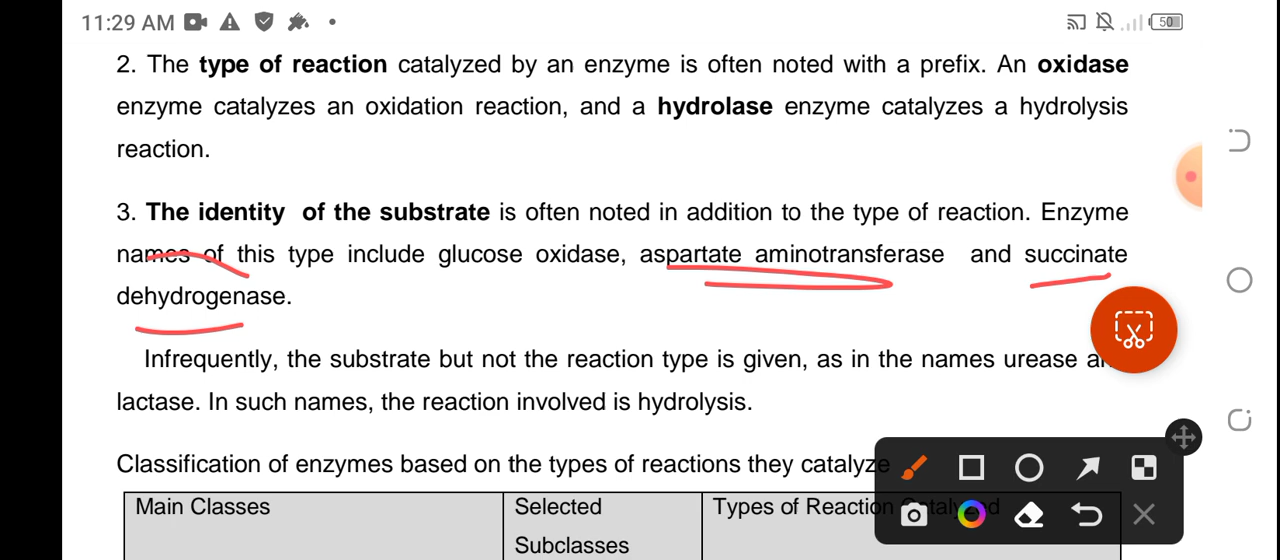 11:29 AM
50
2. The type of reaction catalyzed by an enzyme is often noted with a prefix. An oxidase
enzyme catalyzes an oxidation reaction, and a hydrolase enzyme catalyzes a hydrolysis
reaction.
3. The identity of the substrate is often noted in addition to the type of reaction. Enzyme
names of this type include glucose oxidase, aspartate aminotransferase and succinate
dehydrogenase.
Infrequently, the substrate but not the reaction type is given, as in the names urease
lactase. In such names, the reaction involved is hydrolysis.
Classification of enzymes based on the types of reactions they catalyze
Main Classes
Selected
Subclasses
Types of Reaction Catalyzed